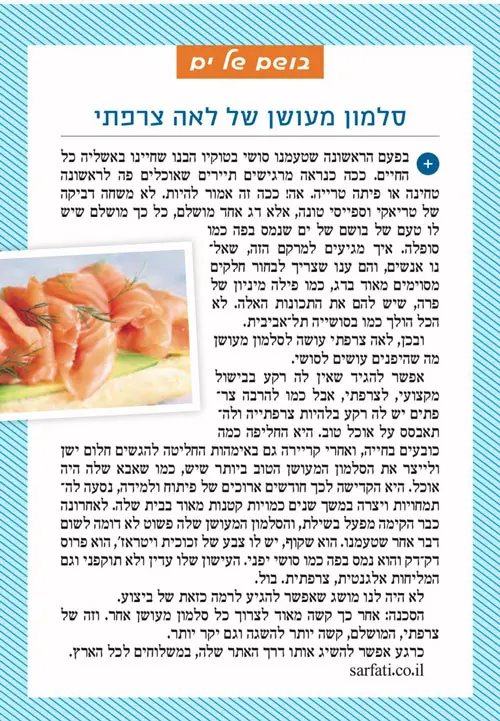 בושם של ים
סלמון מעושן של לאה צרפתי
בפעם הראשונה שטעמנו סושי בטוקיו הבנו שחיינו באשליה כל
החיים. ככה כנראה מרגישים תיירים שאוכלים פה לראשונה
טחינה או פיתה טרייה. אה! ככה זה אמור להיות. לא משחה דביקה
של טריאקי וספייסי טונה, אלא דג אחד מושלם, כל כך מושלם שיש
לו טעם של בושם של ים שנמס בפה כמו
סופלה. איך מגיעים למרקם הזה, שאל־
נו אנשים, והם ענו שצריך לבחור חלקים
מסוימים מאוד בדג, כמו פילה מיניון של
פרה, שיש להם את התכונות האלה. לא
הכל הולך כמו בסושייה תל־אביבית.
ובכן, לאה צרפתי עושה לסלמון מעושן
מה שהיפנים עושים לסושי.
אפשר להגיד שאין לה רקע בבישול
מקצועי, לצרפתי, אבל כמו להרבה צר־
פתים יש לה רקע בלהיות צרפתייה ולה־
תאבסס על אוכל טוב. היא החליפה כמה
כובעים בחייה, ואחרי קריירה גם באימהות החליטה להגשים חלום ישן
ולייצר את הסלמון המעושן הטוב ביותר שיש, כמו שאבא שלה היה
אוכל. היא הקדישה לכך חודשים ארוכים של פיתוח ולמידה, נסעה לה־
תמחויות ויצרה במשך שנים כמויות קטנות מאוד בבית שלה. לאחרונה
כבר הקימה מפעל בשילת, והסלמון המעושן שלה פשוט לא דומה לשום
דבר אחר שטעמנו. הוא שקוף, יש לו צבע של זכוכית ויטראז', הוא פרוס
דק־דק והוא נמס בפה כמו סושי יפני. העישון שלו עדין ולא תוקפני וגם
המליחות אלגנטית, צרפתית. בול.
לא היה לנו מושג שאפשר להגיע לרמה כזאת של ביצוע.
הסכנה: אחר כך קשה מאוד לצרוך כל סלמון מעושן אחר. וזה של
צרפתי, המושלם, קשה יותר להשגה וגם יקר יותר.
כרגע אפשר להשיג אותו דרך האתר שלה, במשלוחים לכל הארץ.
sarfati.co.il